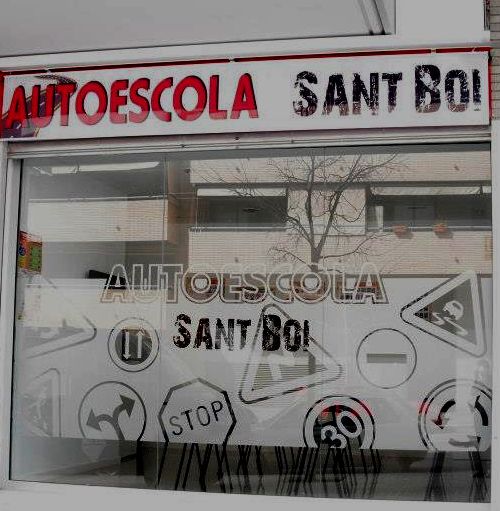 AUTOESCOLA SANT BOI
AUTOESCOLA
SANT BOI
STOP
30